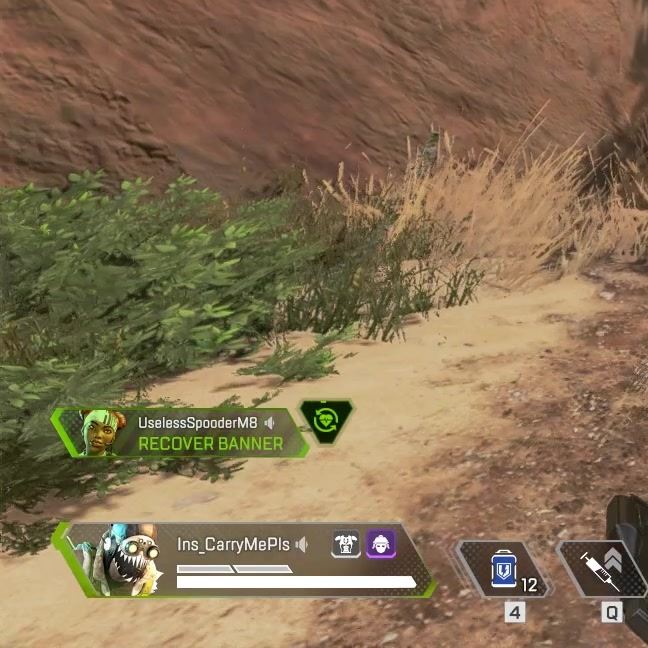 UselessSpooderM8
RECOVER BANNER
Ins_CarryMePls
12
4
Q